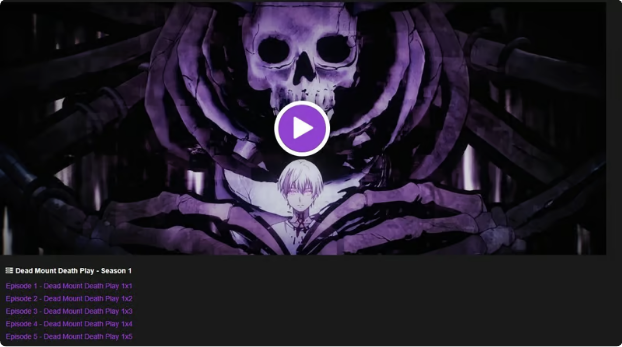 Dead Mount Death Play - Season 1
Episode 1 - Dead Mount Death Play 1x1
Episode 2 - Dead Mount Death Play 1x2
Episode 3 - Dead Mount Death Play 1x3
Episode 4 - Dead Mount Death Play 1x4
Episode 5 - Dead Mount Death Play 1x5